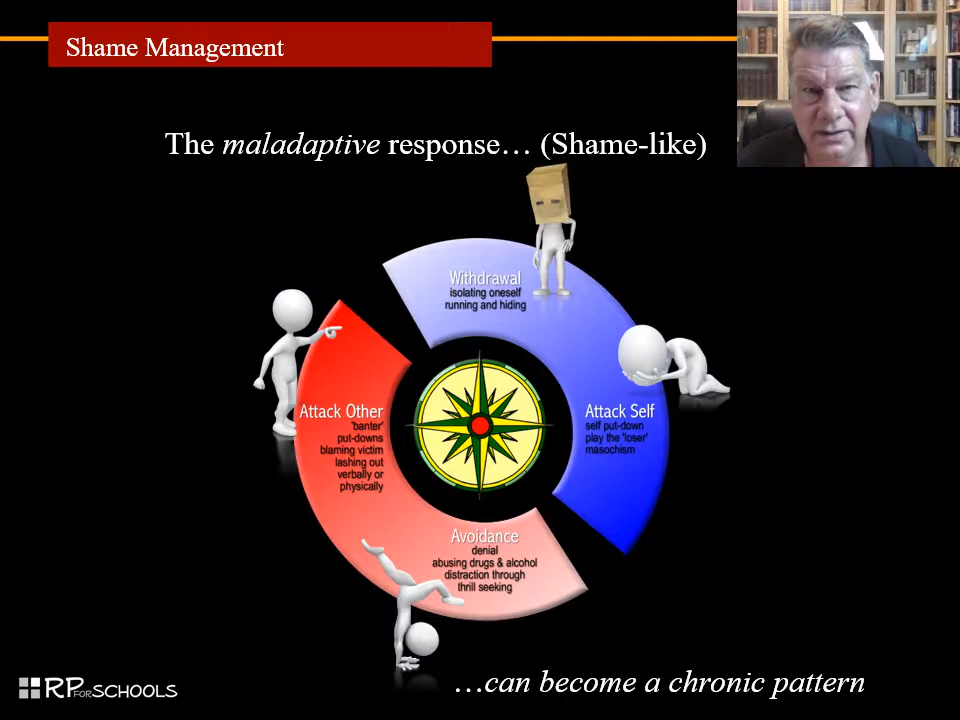 Shame Management
The maladaptive response… (Shame-like)
Withdrawal
isolating oneself
running and hiding
Attack Other
'banter'
put-downs
blaming victim
lashing out
verbally or
physically
Attack Self
self put-down
play the 'loser'
masochism
Avoidance
denial
abusing drugs & alcohol
distraction through
thrill seeking
…can become a chronic pattern
RP FOR SCHOOLS